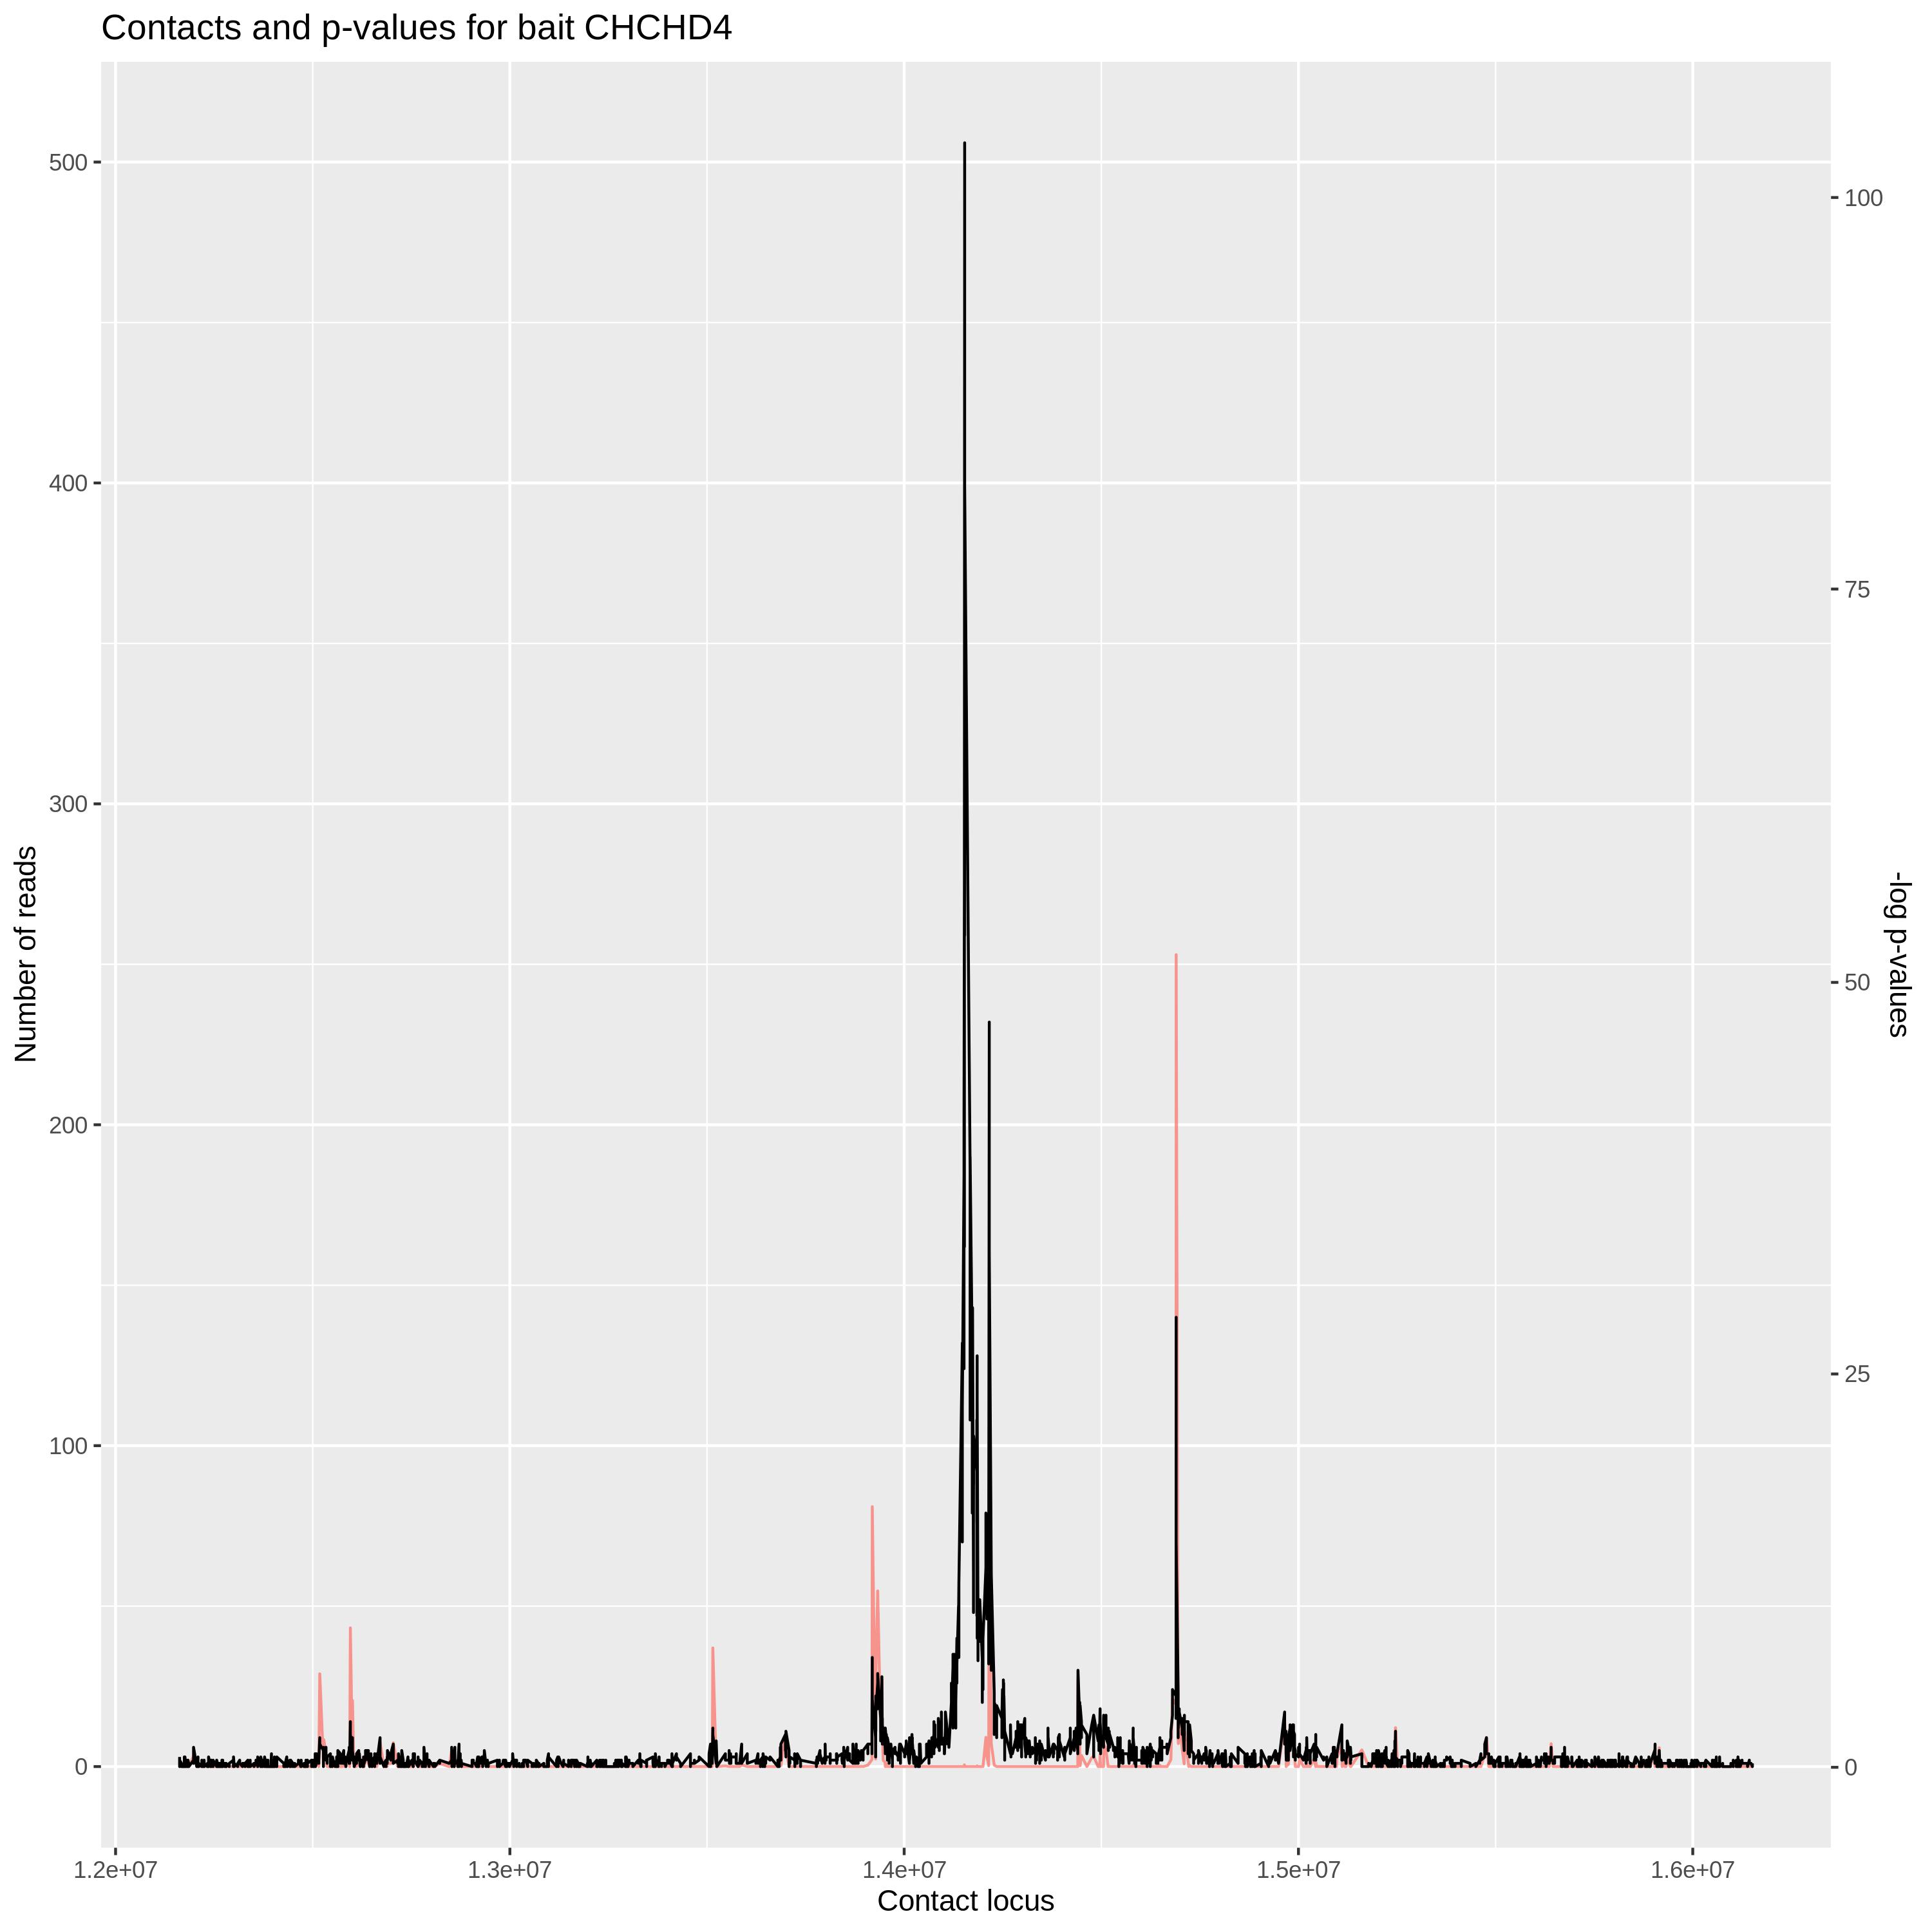 Contacts and p-values for bait CHCHD4
500
400
300
200
100
0
Number of reads
100
75
50
25
0
-log p-values
1.2e+07
1.3e+07
1.4e+07
1.5e+07
1.6e+07
Contact locus